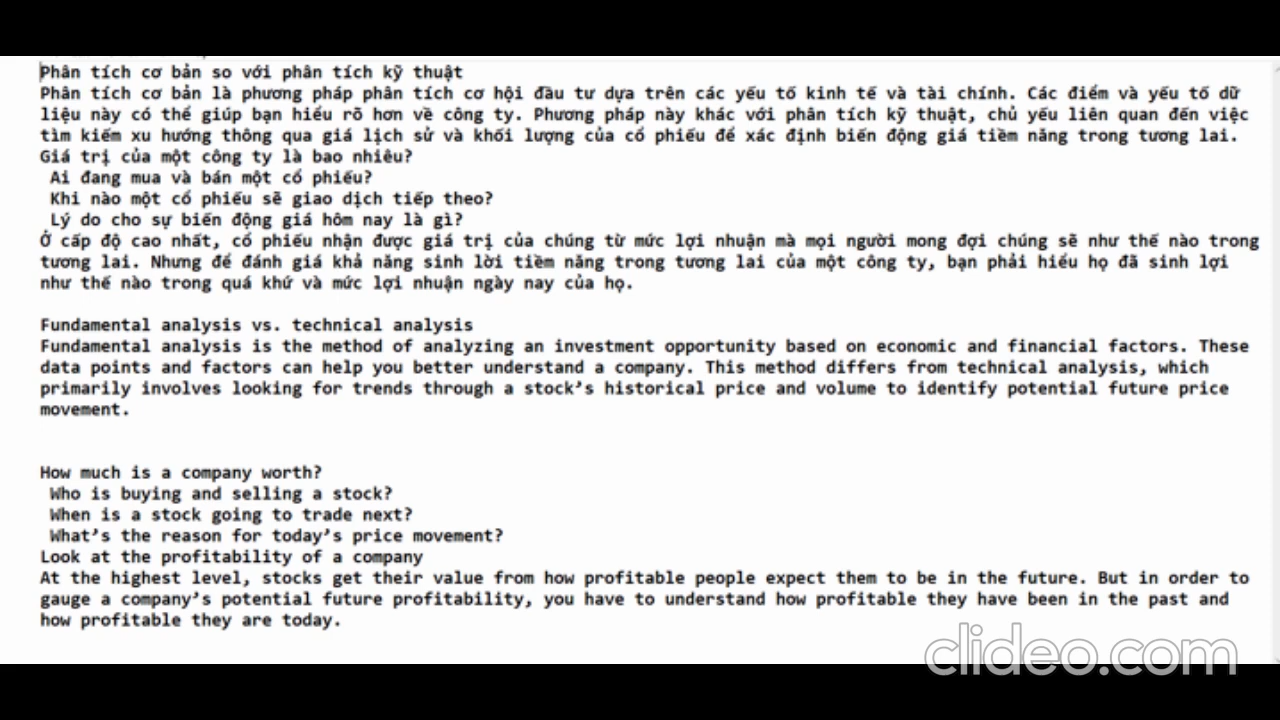 Phân tích cơ bản so với phân tích kỹ thuật
Phân tích cơ bản là phương pháp phân tích cơ hội đầu tư dựa trên các yếu tố kinh tế và tài chính. Các điểm và yếu tố dữ
liệu này có thể giúp bạn hiểu rõ hơn về công ty. Phương pháp này khác với phân tích kỹ thuật, chủ yếu liên quan đến việc
tìm kiếm xu hướng thông qua giá lịch sử và khối lượng của cổ phiếu để xác định biến động giá tiềm năng trong tương lai.
Giá trị của một công ty là bao nhiêu?
Ai đang mua và bán một cổ phiếu?
Khi nào một cổ phiếu sẽ giao dịch tiếp theo?
Lý do cho sự biến động giá hôm nay là gì?
Ở cấp độ cao nhất, cổ phiếu nhận được giá trị của chúng từ mức lợi nhuận mà mọi người mong đợi chúng sẽ như thế nào trong
tương lai. Nhưng để đánh giá khả năng sinh lời tiềm năng trong tương lai của một công ty, bạn phải hiểu họ đã sinh lợi
như thế nào trong quá khứ và mức lợi nhuận ngày nay của họ.
Fundamental analysis vs. technical analysis
Fundamental analysis is the method of analyzing an investment opportunity based on economic and financial factors. These
data points and factors can help you better understand a company. This method differs from technical analysis, which
primarily involves looking for trends through a stock’s historical price and volume to identify potential future price
movement.
How much is a company worth?
Who is buying and selling a stock?
When is a stock going to trade next?
What’s the reason for today’s price movement?
Look at the profitability of a company
At the highest level, stocks get their value from how profitable people expect them to be in the future. But in order to
gauge a company’s potential future profitability, you have to understand how profitable they have been in the past and
how profitable they are today.
clideo.com